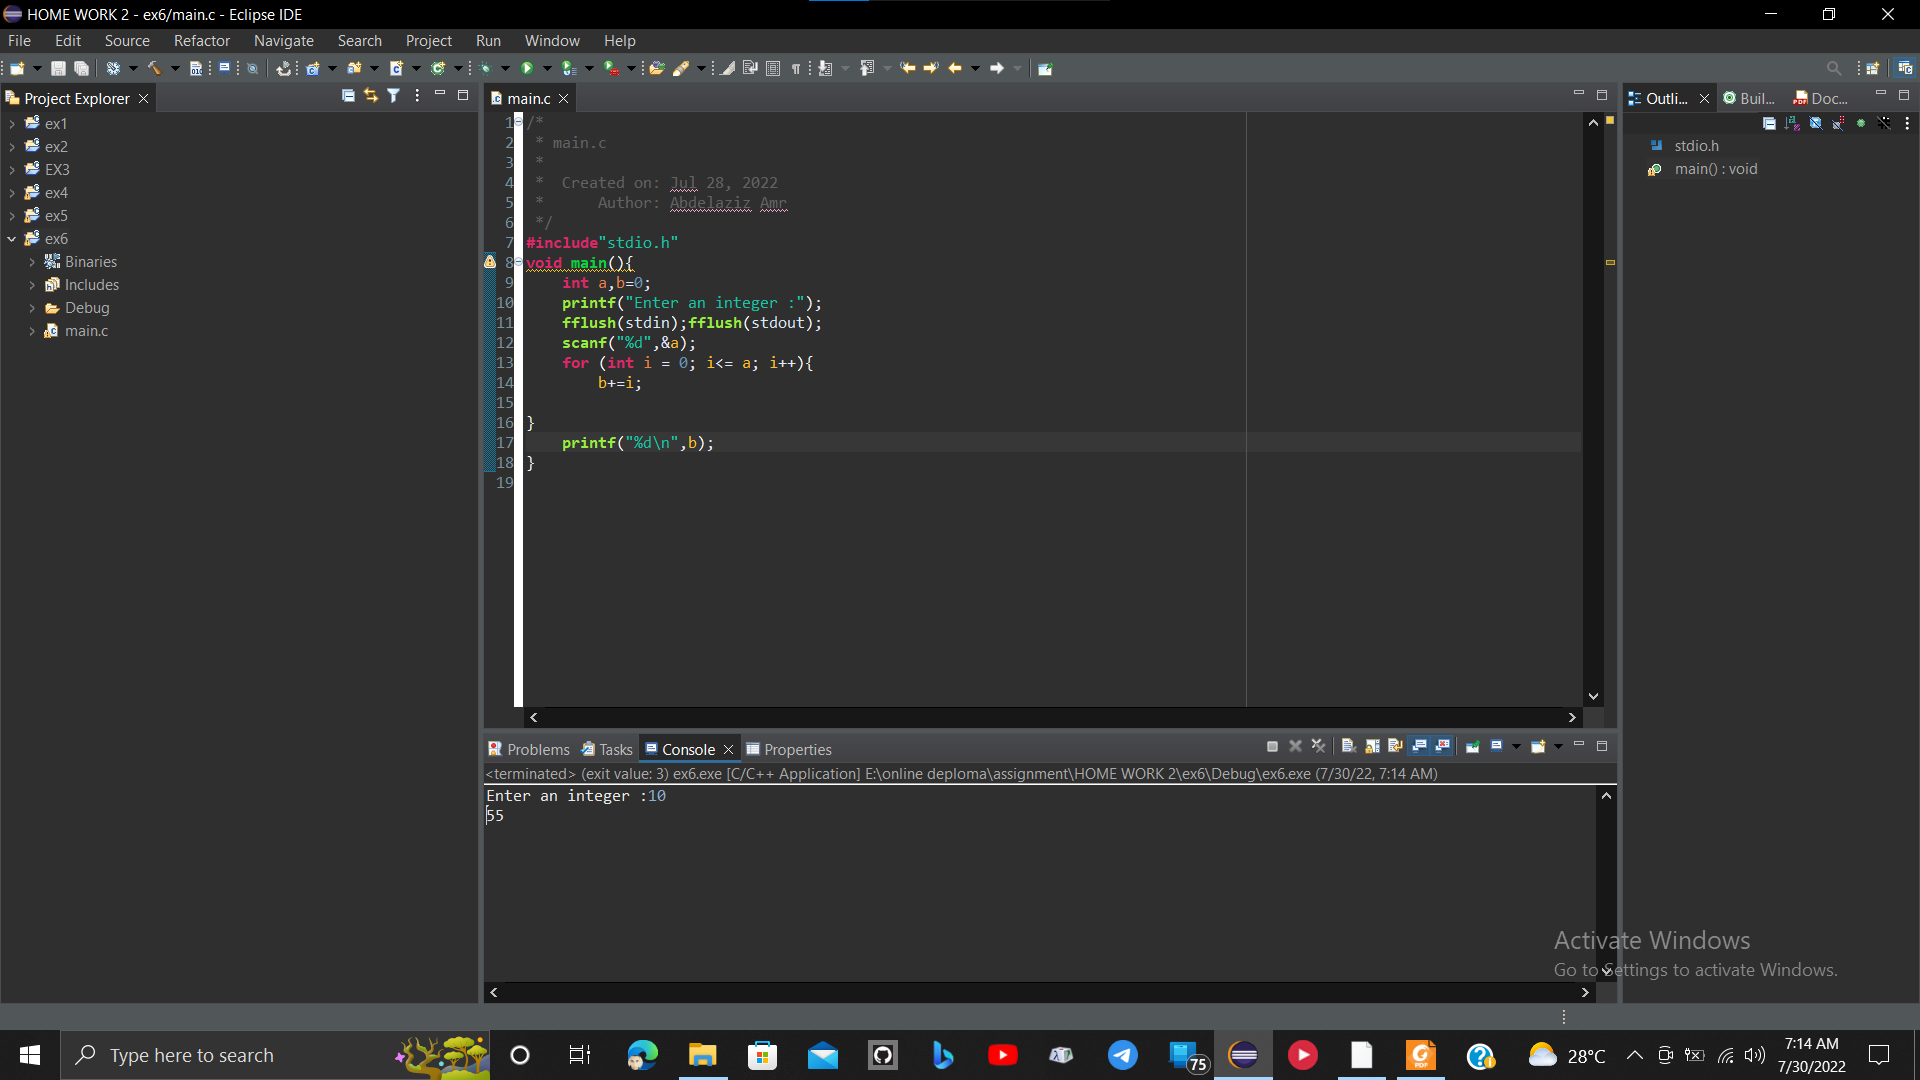 HOME WORK 2 - ex6/main.c - Eclipse IDE
File Edit Source Refactor Navigate Search Project Run Window Help
Project Explorer
ex1
ex2
EX3
ex4
ex5
ex6
Binaries
Includes
Debug
main.c
main.c
1 /*
2 * main.c
3 *
4 * Created on: Jul 28, 2022
5 * Author: Abdelaziz Amr
6 */
7 #include"stdio.h"
8 void main(){
9 int a,b=0;
10 printf("Enter an integer :");
11 fflush(stdin);fflush(stdout);
12 scanf("%d",&a);
13 for (int i = 0; i<= a; i++){
14 b+=i;
15
16 }
17 printf("%d\n",b);
18 }
19
Outli... Buil... Doc...
stdio.h
main() : void
Problems Tasks Console Properties
<terminated> (exit value: 3) ex6.exe [C/C++ Application] E:\online deploma\assignment\HOME WORK 2\ex6\Debug\ex6.exe (7/30/22, 7:14 AM)
Enter an integer :10
55
Activate Windows
Go to Settings to activate Windows.
Type here to search
75
28°C
7:14 AM
7/30/2022